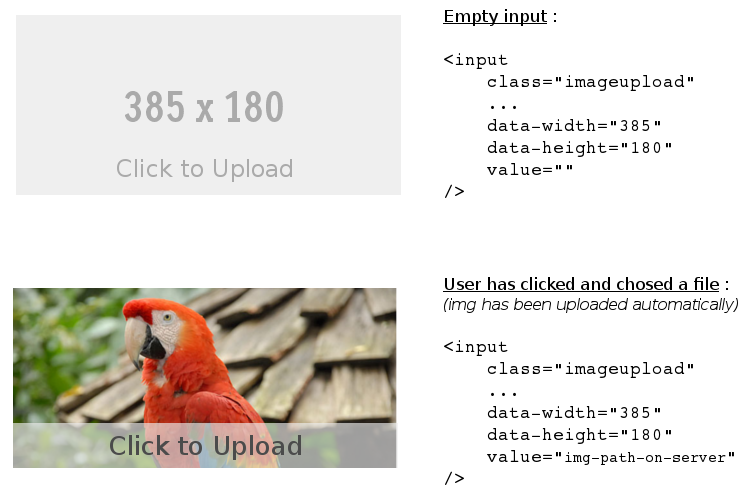 385 x 180
Click to Upload
Empty input :
<input
class="imageupload"
...
data-width="385"
data-height="180"
value=""
/>
Click to Upload
User has clicked and chosed a file :
(img has been uploaded automatically)
<input
class="imageupload"
...
data-width="385"
data-height="180"
value="img-path-on-server"
/>